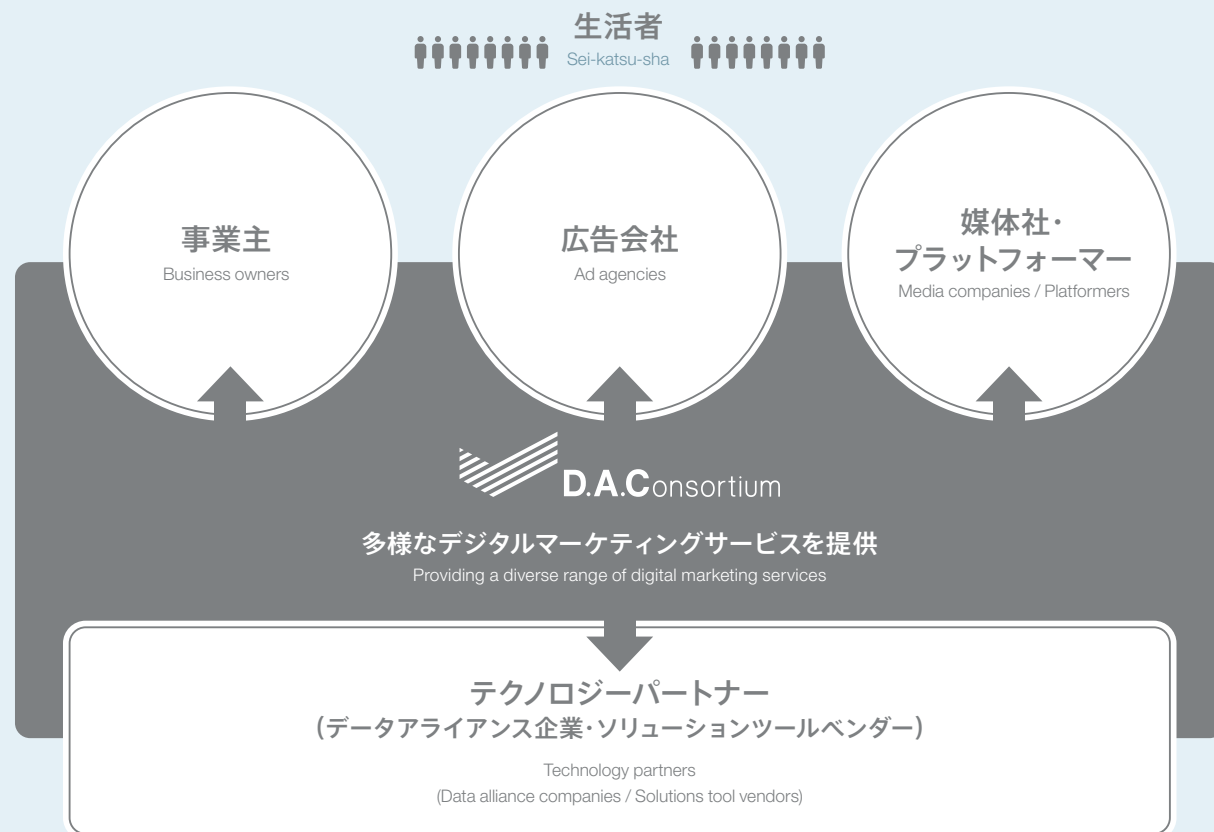 生活者
Sei-katsu-sha
事業主
Business owners
広告会社
Ad agencies
媒体社・
プラットフォーマー
Media companies / Platformers
D.A.Consortium
多様なデジタルマーケティングサービスを提供
Providing a diverse range of digital marketing services
テクノロジーパートナー
(データアライアンス企業・ソリューションツールベンダー)
Technology partners
(Data alliance companies / Solutions tool vendors)